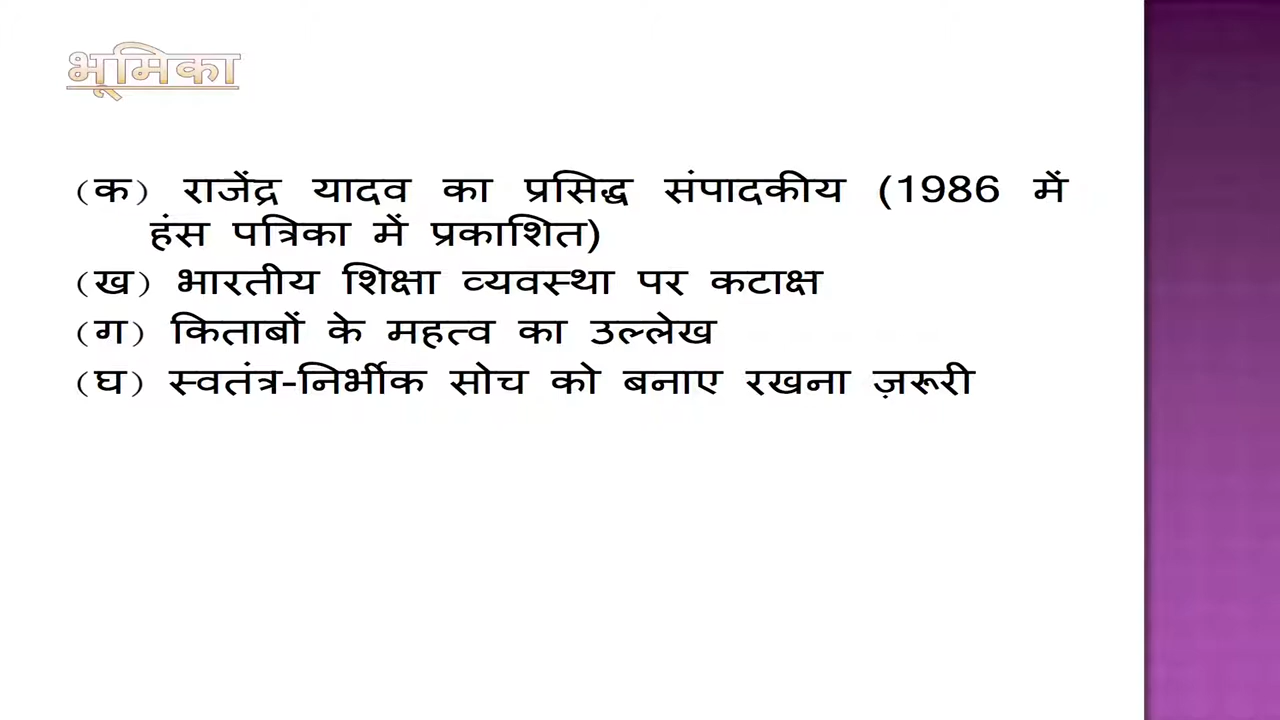 भूमिका
(क) राजेंद्र यादव का प्रसिद्ध संपादकीय (1986 में
हंस पत्रिका में प्रकाशित)
(ख) भारतीय शिक्षा व्यवस्था पर कटाक्ष
(ग) किताबों के महत्व का उल्लेख
(घ) स्वतंत्र-निर्भीक सोच को बनाए रखना ज़रूरी